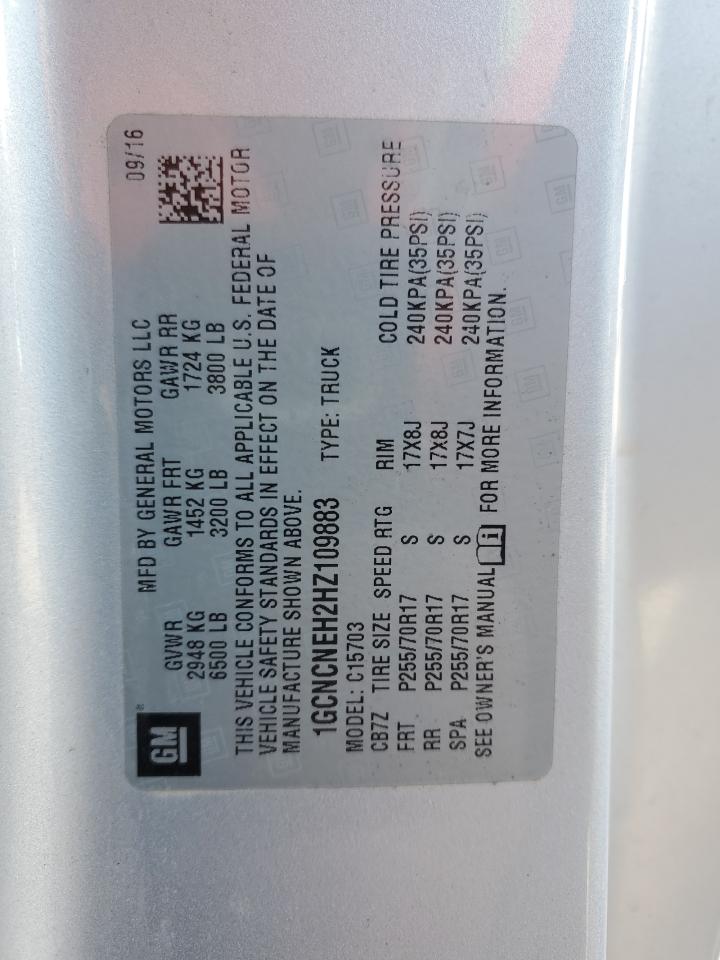 GM®
MFD BY GENERAL MOTORS LLC 09/16
GVWR GAWR FRT GAWR RR
2948 KG 1452 KG 1724 KG
6500 LB 3200 LB 3800 LB
THIS VEHICLE CONFORMS TO ALL APPLICABLE U.S. FEDERAL MOTOR
VEHICLE SAFETY STANDARDS IN EFFECT ON THE DATE OF
MANUFACTURE SHOWN ABOVE.
1GCNCNEH2HZ109883 TYPE: TRUCK
MODEL: C15703
CB7Z TIRE SIZE SPEED RTG RIM COLD TIRE PRESSURE
FRT P255/70R17 S 17X8J 240KPA(35PSI)
RR P255/70R17 S 17X8J 240KPA(35PSI)
SPA P255/70R17 S 17X7J 240KPA(35PSI)
SEE OWNER'S MANUAL FOR MORE INFORMATION.